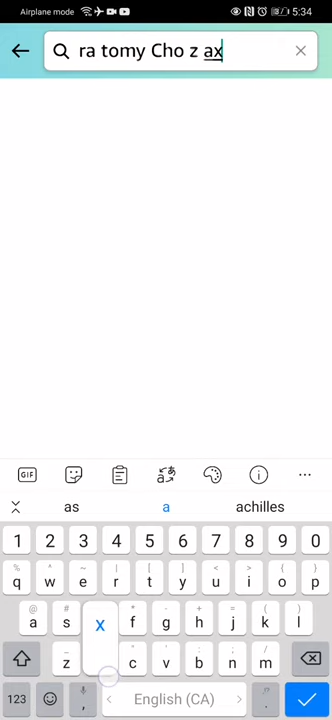 Airplane mode 5:34
ra tomy Cho z ax
GIF
as a achilles
1 2 3 4 5 6 7 8 9 0
q w e r t y u i o p
a s x f g h j k l
z c v b n m
123 , English (CA) .